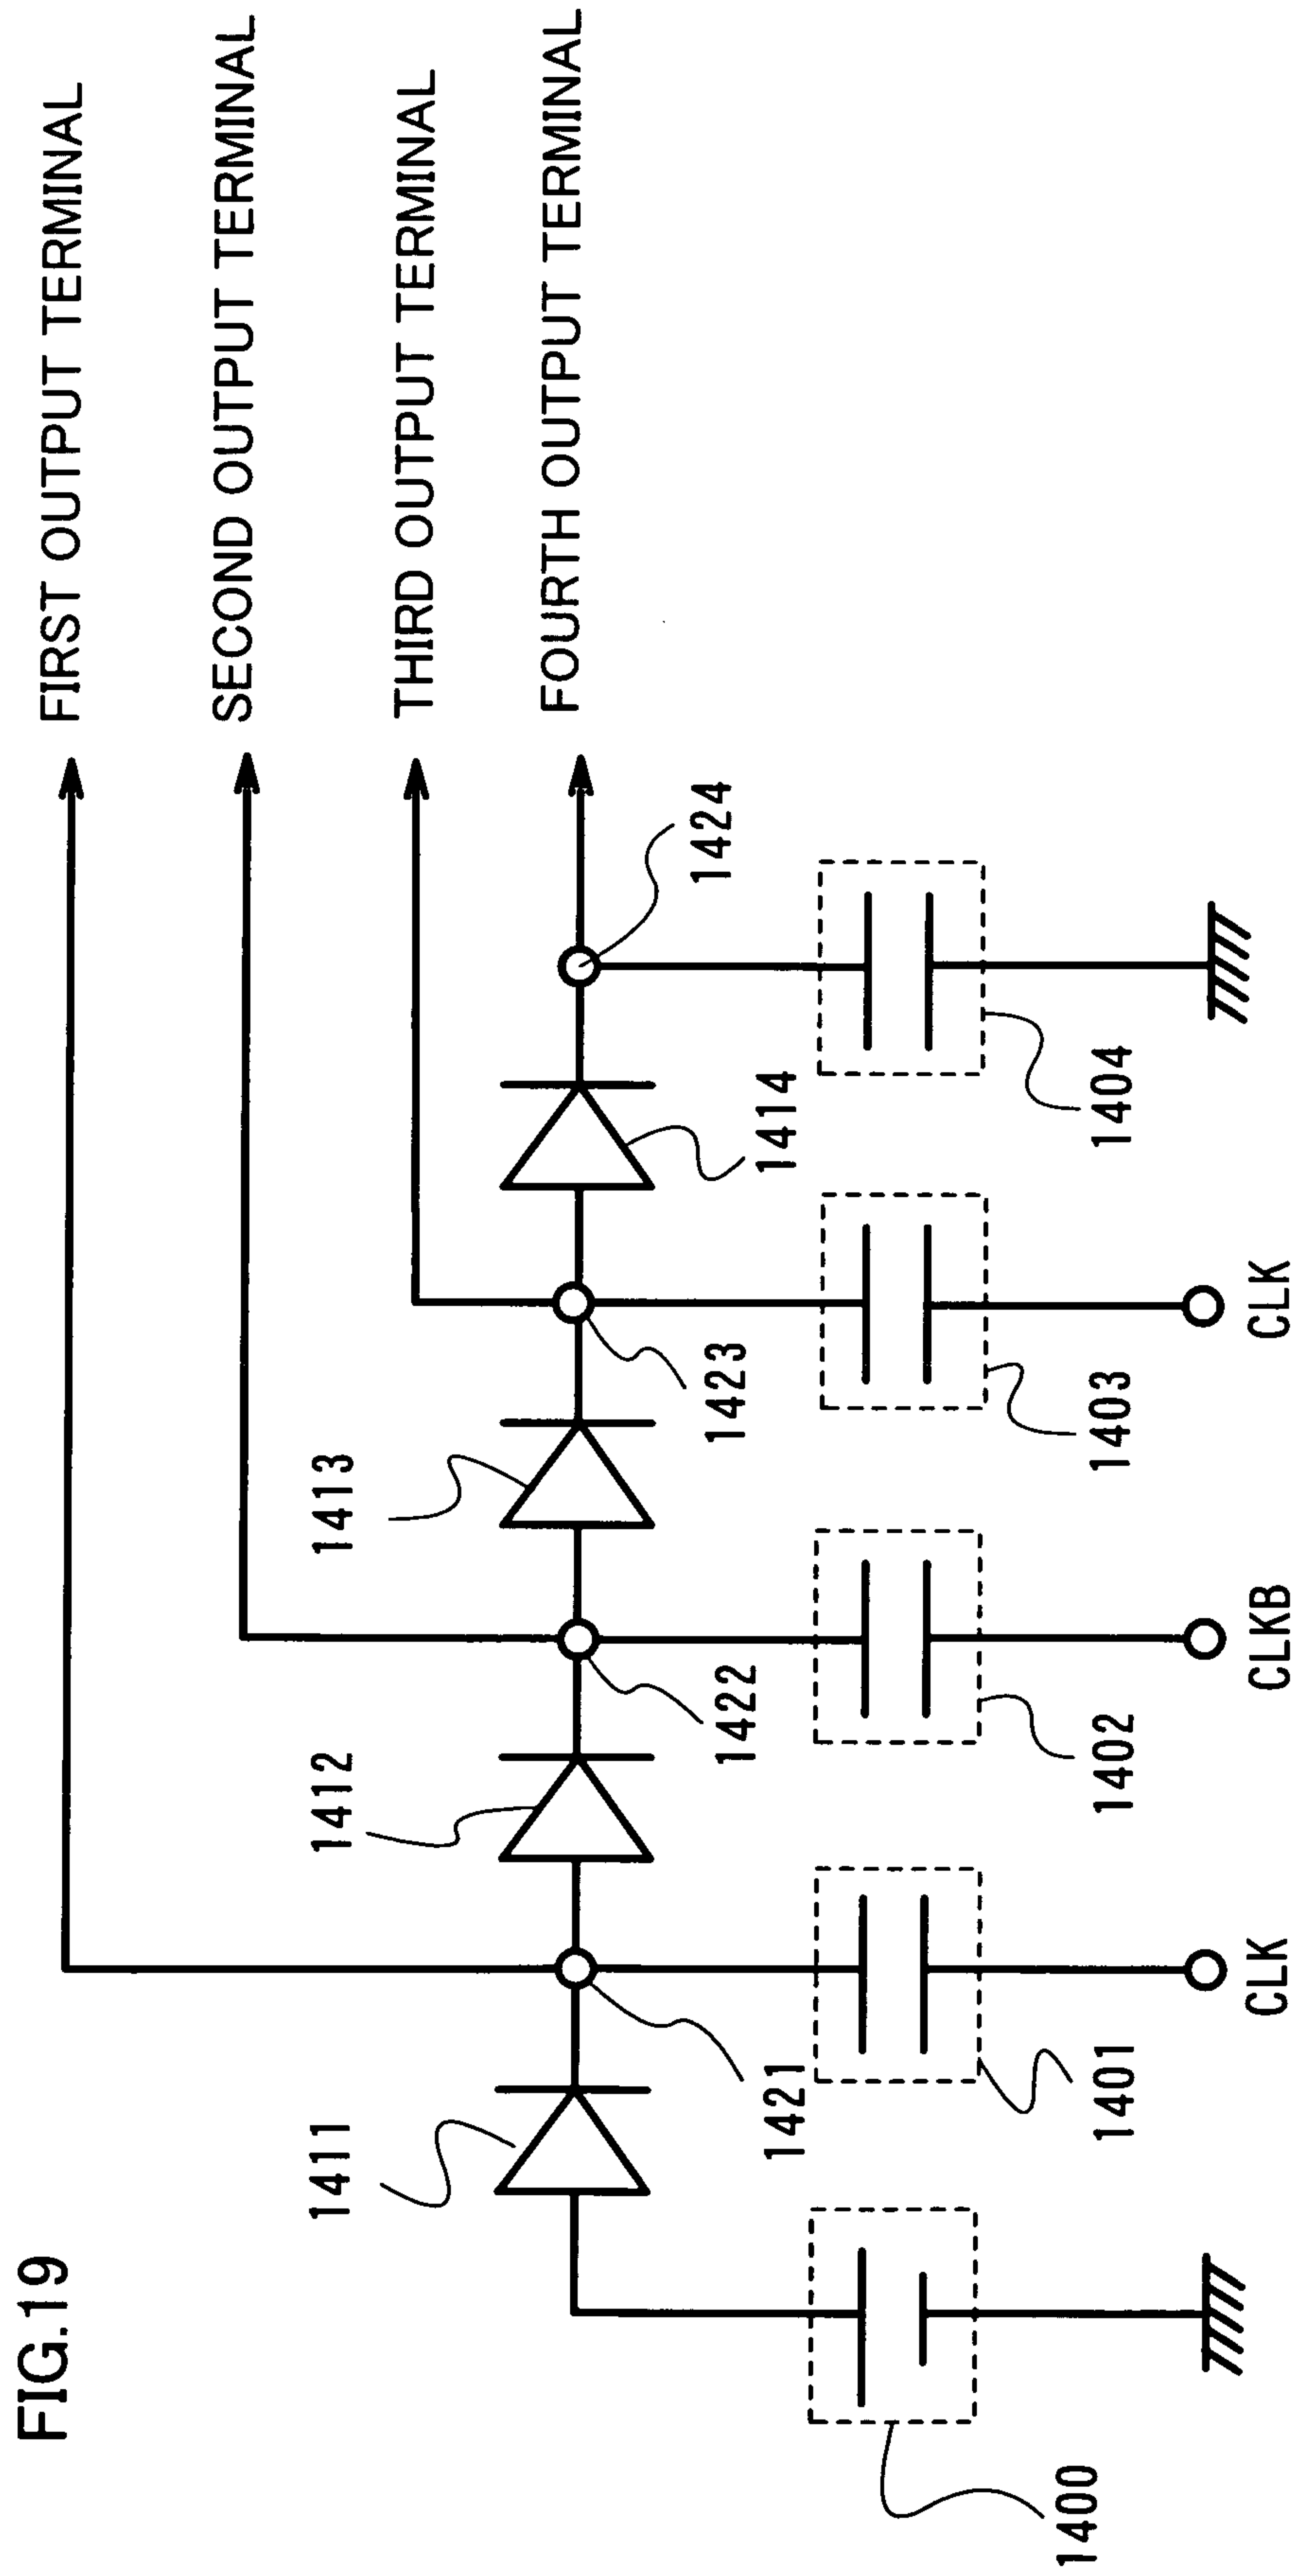 FIG.19
FIRST OUTPUT TERMINAL
SECOND OUTPUT TERMINAL
THIRD OUTPUT TERMINAL
FOURTH OUTPUT TERMINAL
1411
1412
1413
1414
1421
1422
1423
1424
1400
1401
1402
1403
1404
CLK
CLKB
CLK